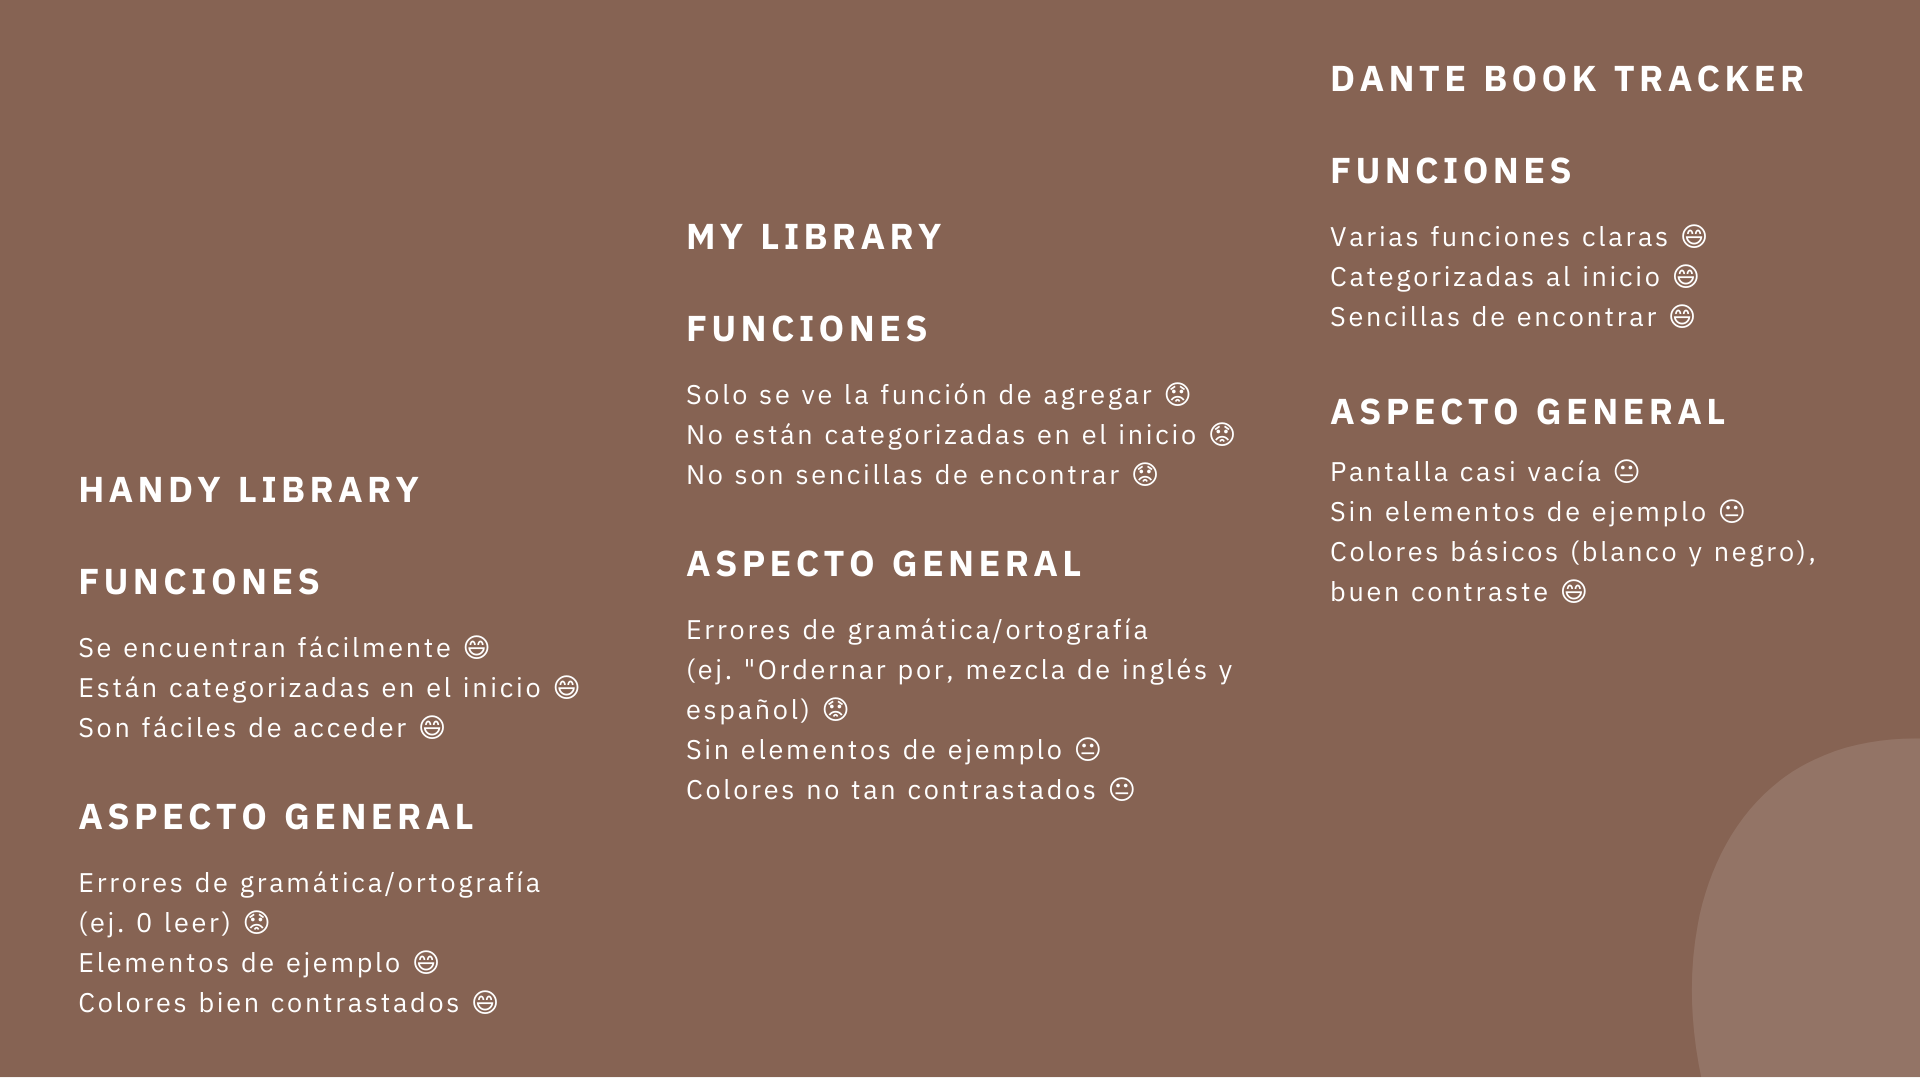 HANDY LIBRARY
FUNCIONES
Se encuentran fácilmente 😄
Están categorizadas en el inicio 😄
Son fáciles de acceder 😄
ASPECTO GENERAL
Errores de gramática/ortografía
(ej. 0 leer) 😟
Elementos de ejemplo 😄
Colores bien contrastados 😄
MY LIBRARY
FUNCIONES
Solo se ve la función de agregar 😟
No están categorizadas en el inicio 😟
No son sencillas de encontrar 😟
ASPECTO GENERAL
Errores de gramática/ortografía
(ej. "Ordernar por, mezcla de inglés y
español) 😟
Sin elementos de ejemplo 😐
Colores no tan contrastados 😐
DANTE BOOK TRACKER
FUNCIONES
Varias funciones claras 😄
Categorizadas al inicio 😄
Sencillas de encontrar 😄
ASPECTO GENERAL
Pantalla casi vacía 😐
Sin elementos de ejemplo 😐
Colores básicos (blanco y negro),
buen contraste 😄